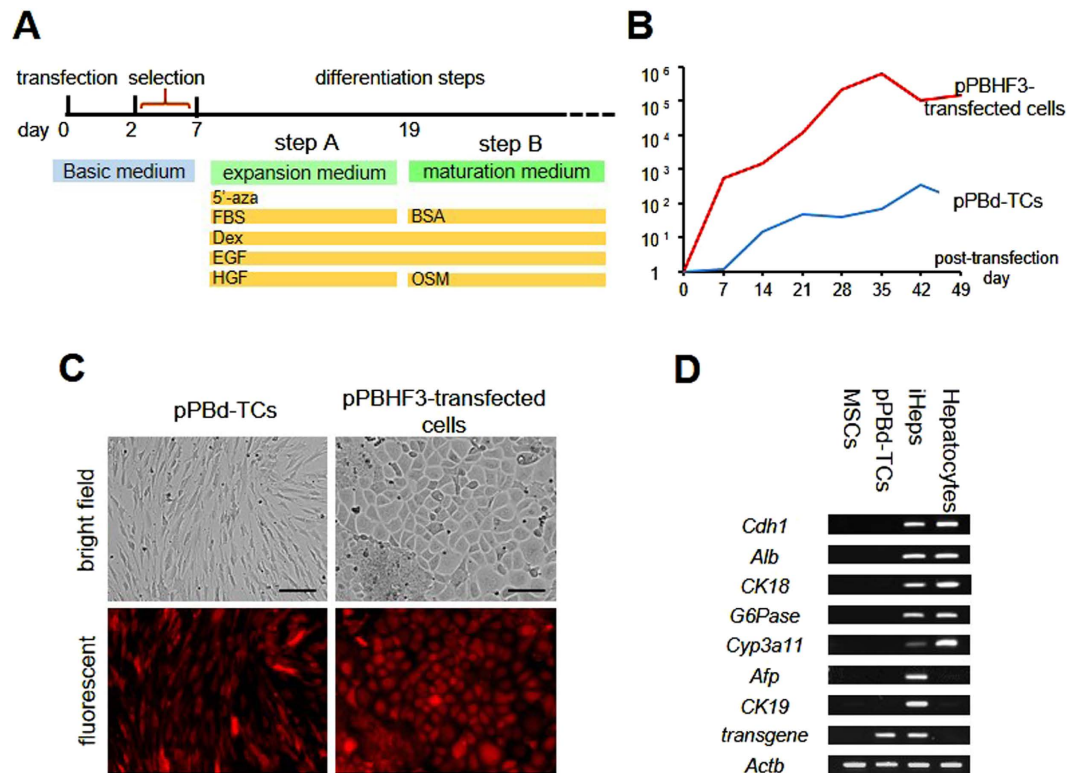 A
transfection selection differentiation steps
day 0 2 7 19
step A step B
Basic medium expansion medium maturation medium
5'-aza
FBS BSA
Dex
EGF
HGF OSM
B
10^6
10^5
10^4
10^3
10^2
10^1
1
pPBHF3-
transfected cells
pPBd-TCs
post-transfection
day
0 7 14 21 28 35 42 49
C
pPBd-TCs
pPBHF3-transfected
cells
bright field
fluorescent
D
MSCs
pPBd-TCs
iHeps
Hepatocytes
Cdh1
Alb
CK18
G6Pase
Cyp3a11
Afp
CK19
transgene
Actb